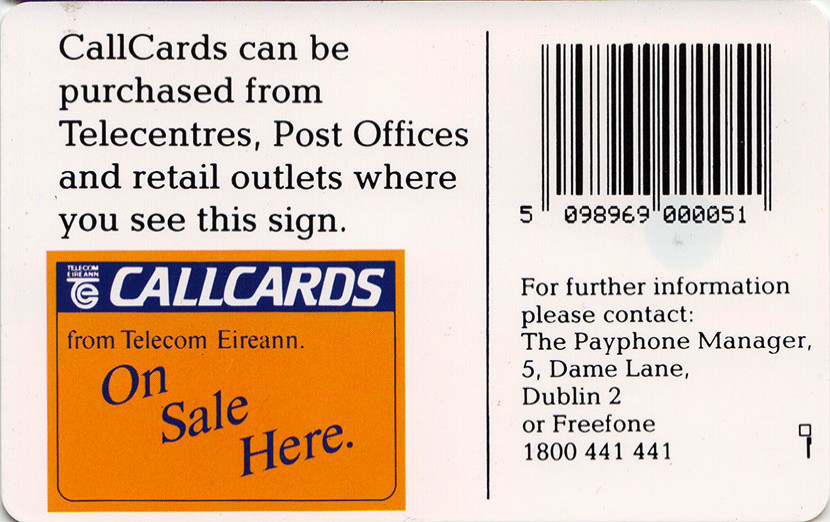 CallCards can be
purchased from
Telecentres, Post Offices
and retail outlets where
you see this sign.
TELECOM
EIREANN
CALLCARDS
from Telecom Eireann.
On
Sale
Here.
5 098969 000051
For further information
please contact:
The Payphone Manager,
5, Dame Lane,
Dublin 2
or Freefone
1800 441 441